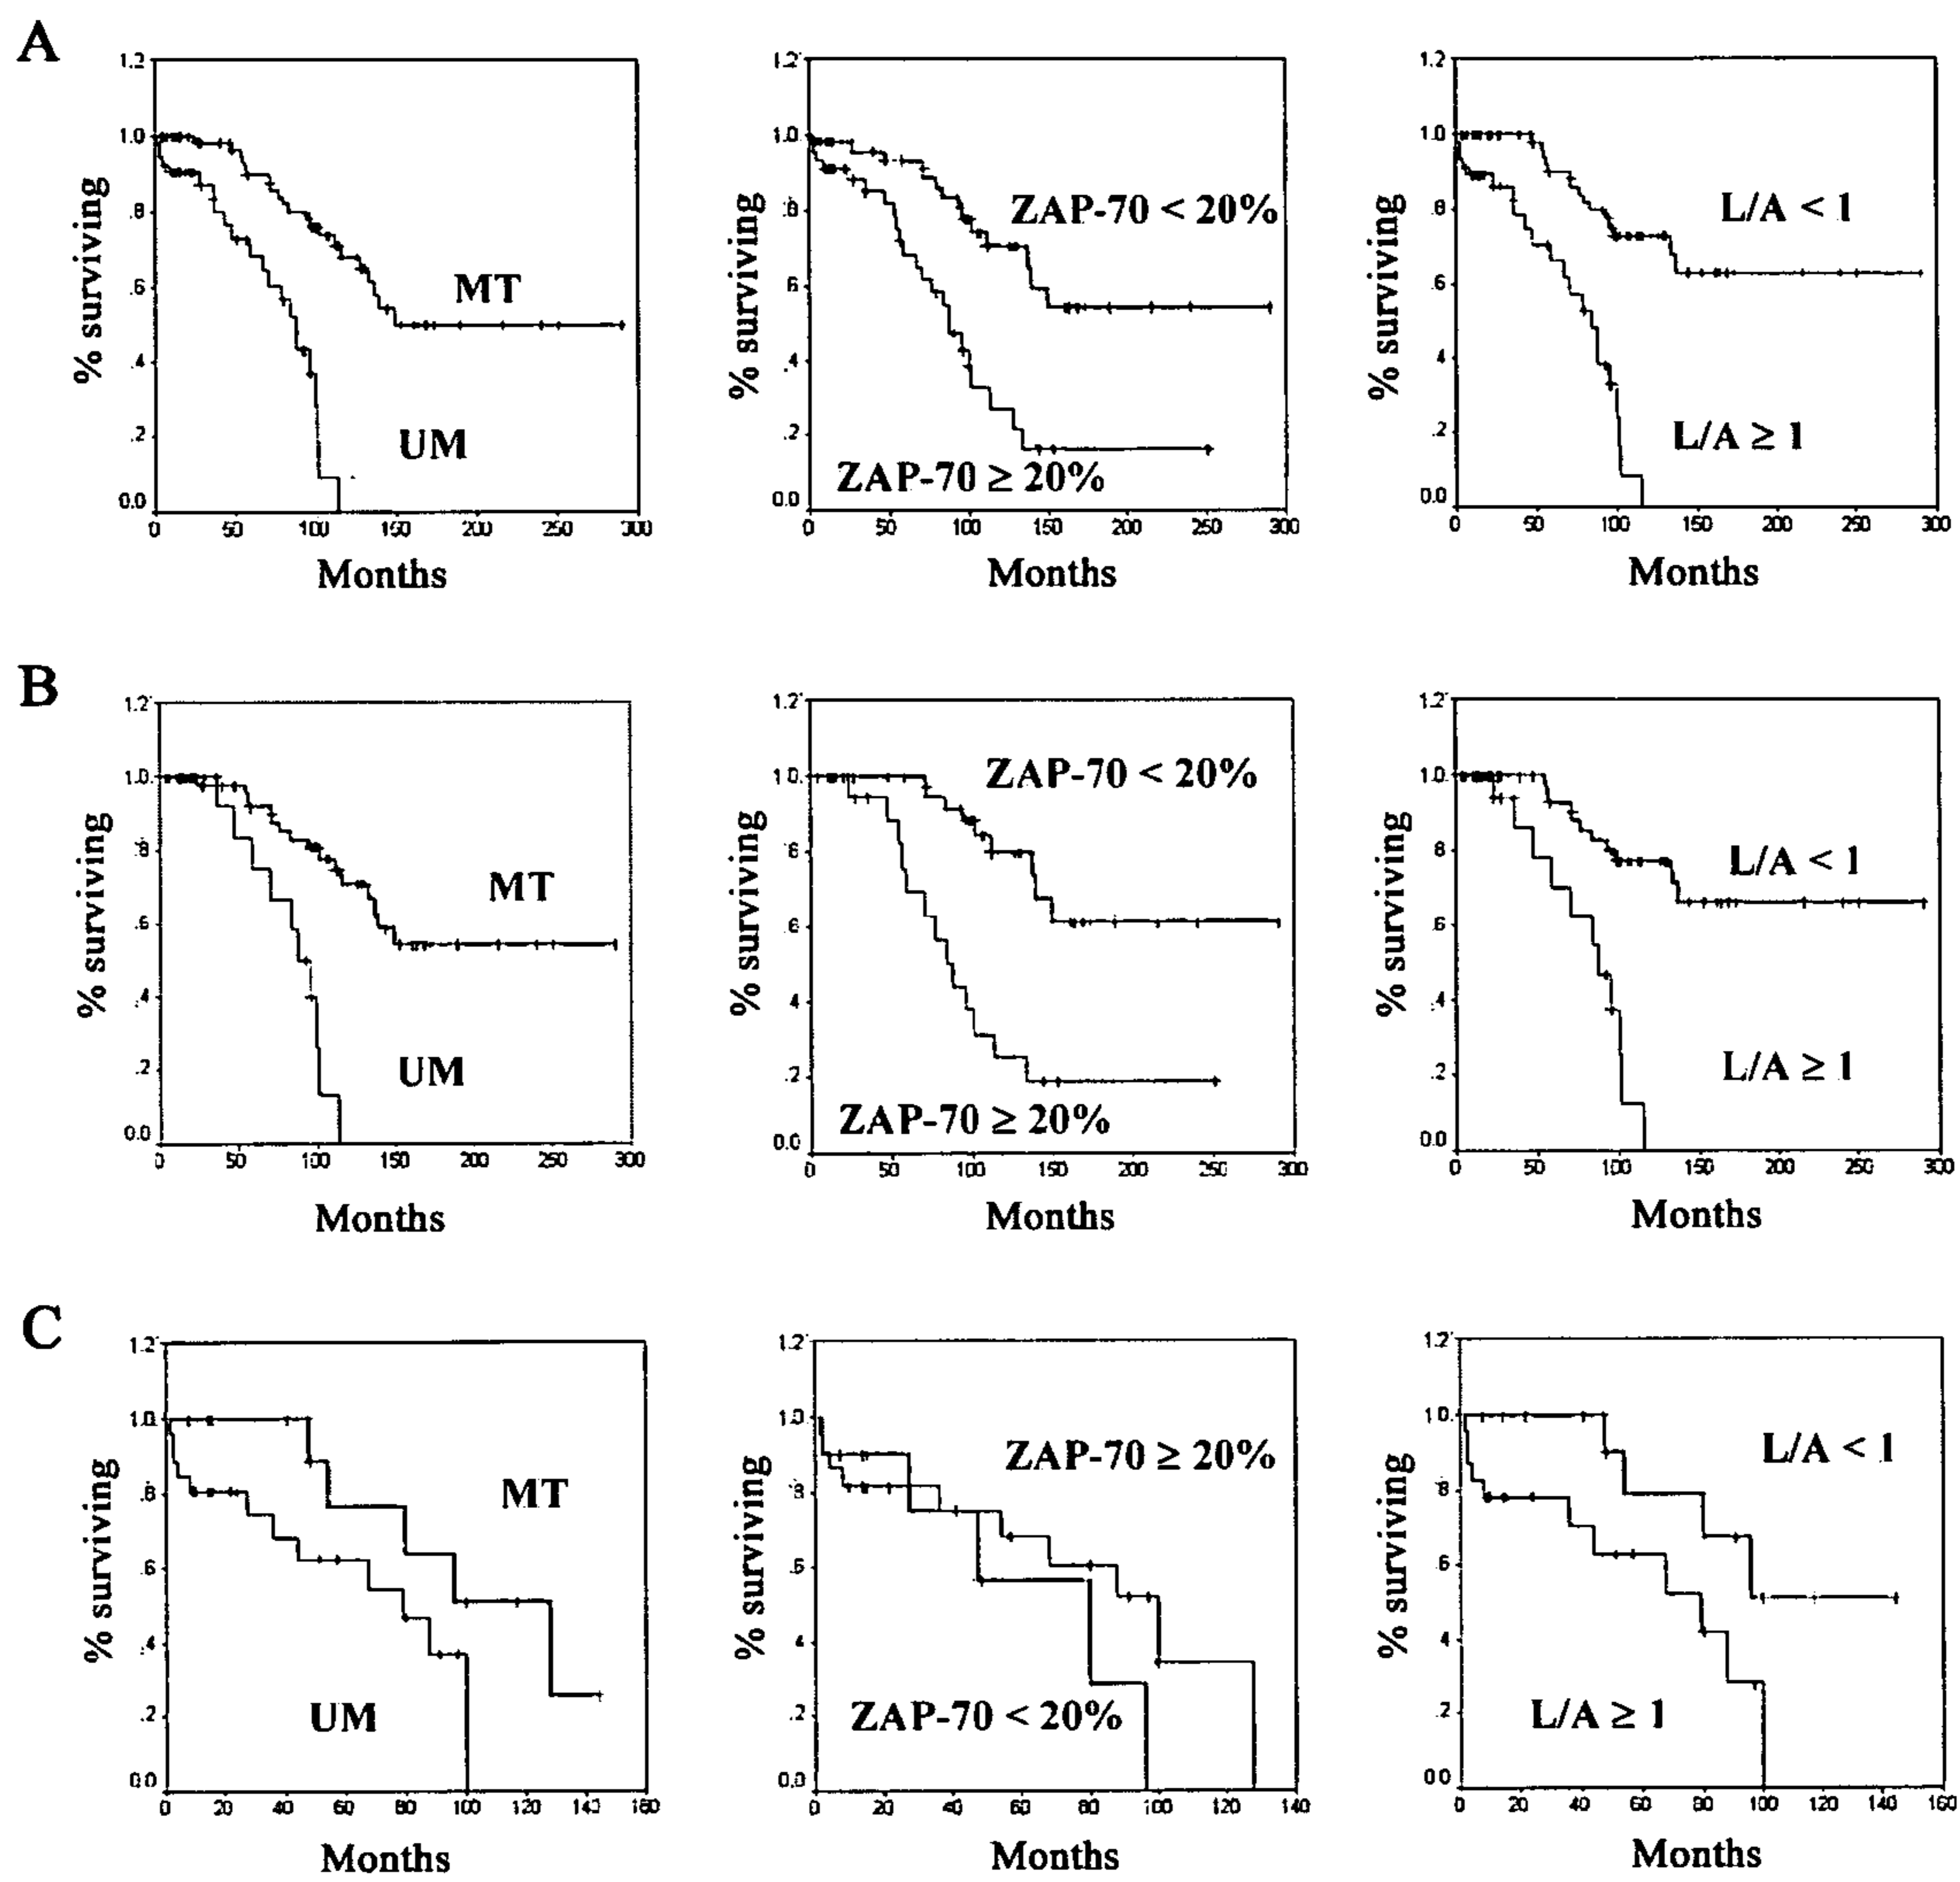 A
1.2 1.0 .8 .6 .4 .2 0.0
% surviving
MT
UM
0 50 100 150 200 250 300
Months
1.2 1.0 .8 .6 .4 .2 0.0
% surviving
ZAP-70 < 20%
ZAP-70 ≥ 20%
0 50 100 150 200 250 300
Months
1.2 1.0 .8 .6 .4 .2 0.0
% surviving
L/A < 1
L/A ≥ 1
0 50 100 150 200 250 300
Months
B
1.2 1.0 .8 .6 .4 .2 0.0
% surviving
MT
UM
0 50 100 150 200 250 300
Months
1.2 1.0 .8 .6 .4 .2 0.0
% surviving
ZAP-70 < 20%
ZAP-70 ≥ 20%
0 50 100 150 200 250 300
Months
1.2 1.0 .8 .6 .4 .2 0.0
% surviving
L/A < 1
L/A ≥ 1
0 50 100 150 200 250 300
Months
C
1.2 1.0 .8 .6 .4 .2 0.0
% surviving
MT
UM
0 20 40 60 80 100 120 140 160
Months
1.2 1.0 .8 .6 .4 .2 0.0
% surviving
ZAP-70 ≥ 20%
ZAP-70 < 20%
0 20 40 60 80 100 120 140
Months
1.2 1.0 .8 .6 .4 .2 0.0
% surviving
L/A < 1
L/A ≥ 1
0 20 40 60 80 100 120 140 160
Months